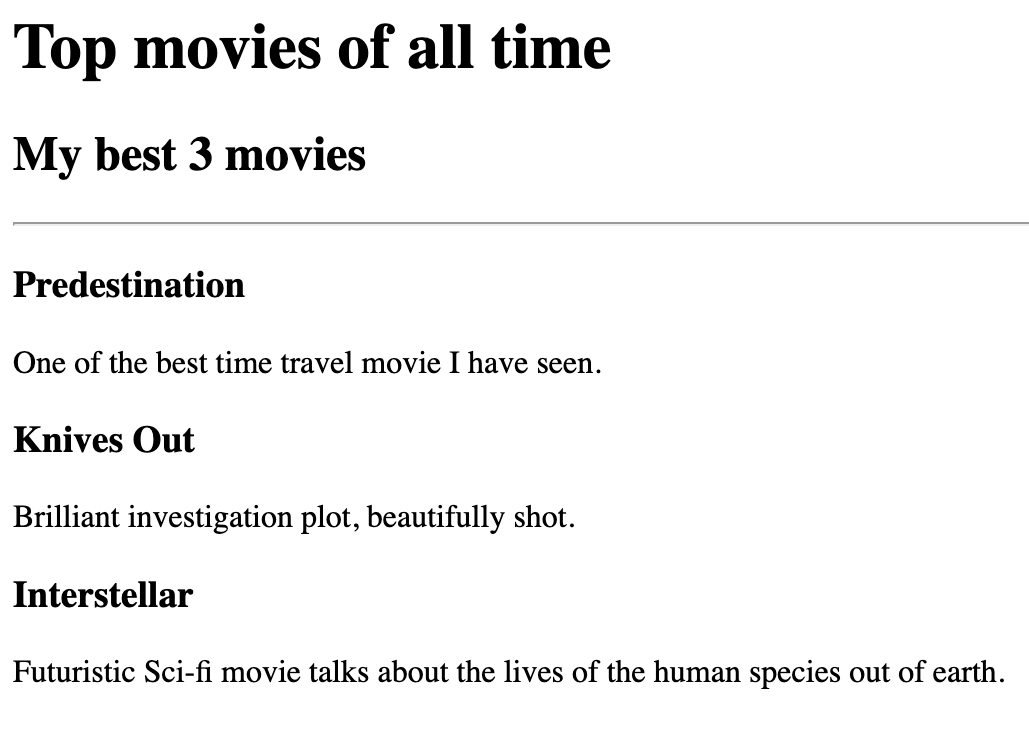 Top movies of all time
My best 3 movies
Predestination
One of the best time travel movie I have seen.
Knives Out
Brilliant investigation plot, beautifully shot.
Interstellar
Futuristic Sci-fi movie talks about the lives of the human species out of earth.